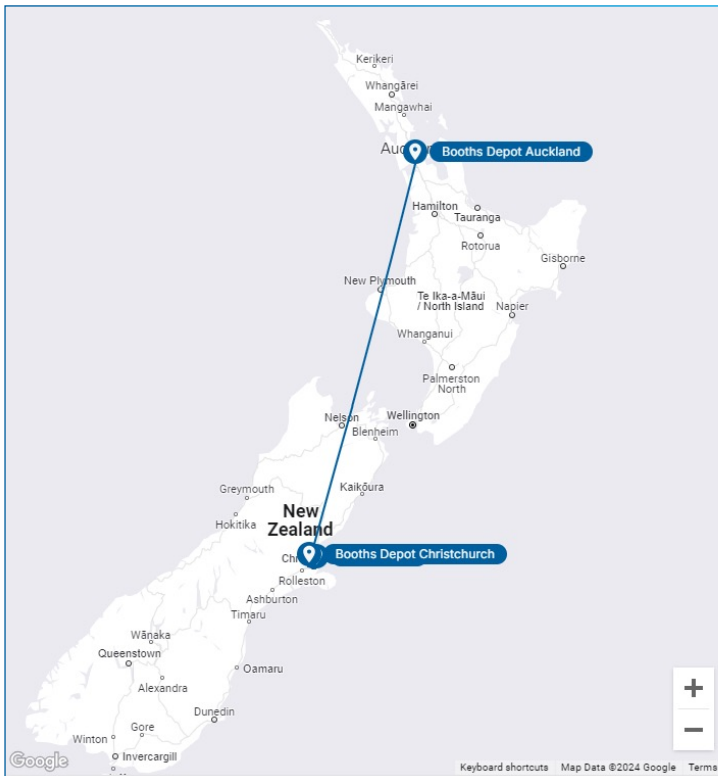 Kerikeri
Whangārei
Mangawhai
Booths Depot Auckland
Hamilton
Tauranga
Rotorua
Gisborne
New Plymouth
Te Ika-a-Māui
/ North Island
Napier
Whanganui
Palmerston
North
Nelson
Wellington
Blenheim
Kaikōura
Greymouth
New
Zealand
Hokitika
Booths Depot Christchurch
Rolleston
Ashburton
Timaru
Wānaka
Queenstown
Oamaru
Alexandra
Dunedin
Gore
Winton
Invercargill
Google
Keyboard shortcuts
Map Data ©2024 Google
Terms